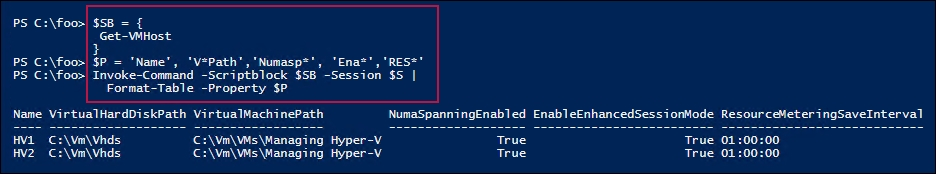 PS C:\foo> $SB = {
 Get-VMHost
}
PS C:\foo> $P = 'Name', 'V*Path','Numasp*', 'Ena*','RES*'
PS C:\foo> Invoke-Command -Scriptblock $SB -Session $S |
 Format-Table -Property $P
Name VirtualHardDiskPath VirtualMachinePath NumaSpanningEnabled EnableEnhancedSessionMode ResourceMeteringSaveInterval
---- ------------------- ------------------ ------------------- ------------------------- ----------------------------
HV1 C:\Vm\Vhds C:\Vm\VMs\Managing Hyper-V True True 01:00:00
HV2 C:\Vm\Vhds C:\Vm\VMs\Managing Hyper-V True True 01:00:00